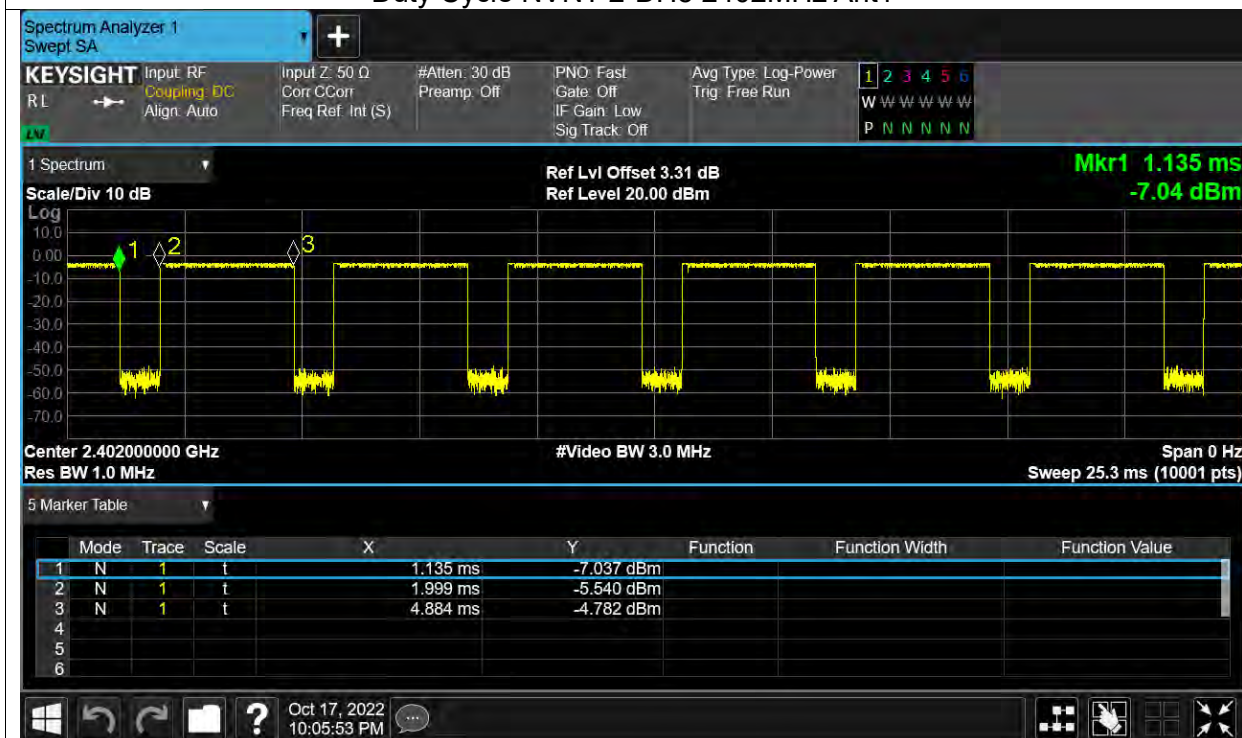 Duty Cycle NVNT 2-DH5 2402MHz Ant1
Spectrum Analyzer 1
Swept SA
KEYSIGHT
RL
Input: RF
Coupling: DC
Align: Auto
Input Z: 50 Ω
Corr CCorr
Freq Ref: Int (S)
#Atten: 30 dB
Preamp: Off
PNO: Fast
Gate: Off
IF Gain: Low
Sig Track: Off
Avg Type: Log-Power
Trig: Free Run
1 2 3 4 5 6
W W W W W W
P N N N N N
1 Spectrum
Scale/Div 10 dB
Ref Lvl Offset 3.31 dB
Ref Level 20.00 dBm
Mkr1 1.135 ms
-7.04 dBm
Log
10.0
0.00
-10.0
-20.0
-30.0
-40.0
-50.0
-60.0
-70.0
1 2 3
Center 2.402000000 GHz
Res BW 1.0 MHz
#Video BW 3.0 MHz
Span 0 Hz
Sweep 25.3 ms (10001 pts)
5 Marker Table
Mode Trace Scale X Y Function Function Width Function Value
1 N 1 t 1.135 ms -7.037 dBm
2 N 1 t 1.999 ms -5.540 dBm
3 N 1 t 4.884 ms -4.782 dBm
4
5
6
?
Oct 17, 2022
10:05:53 PM